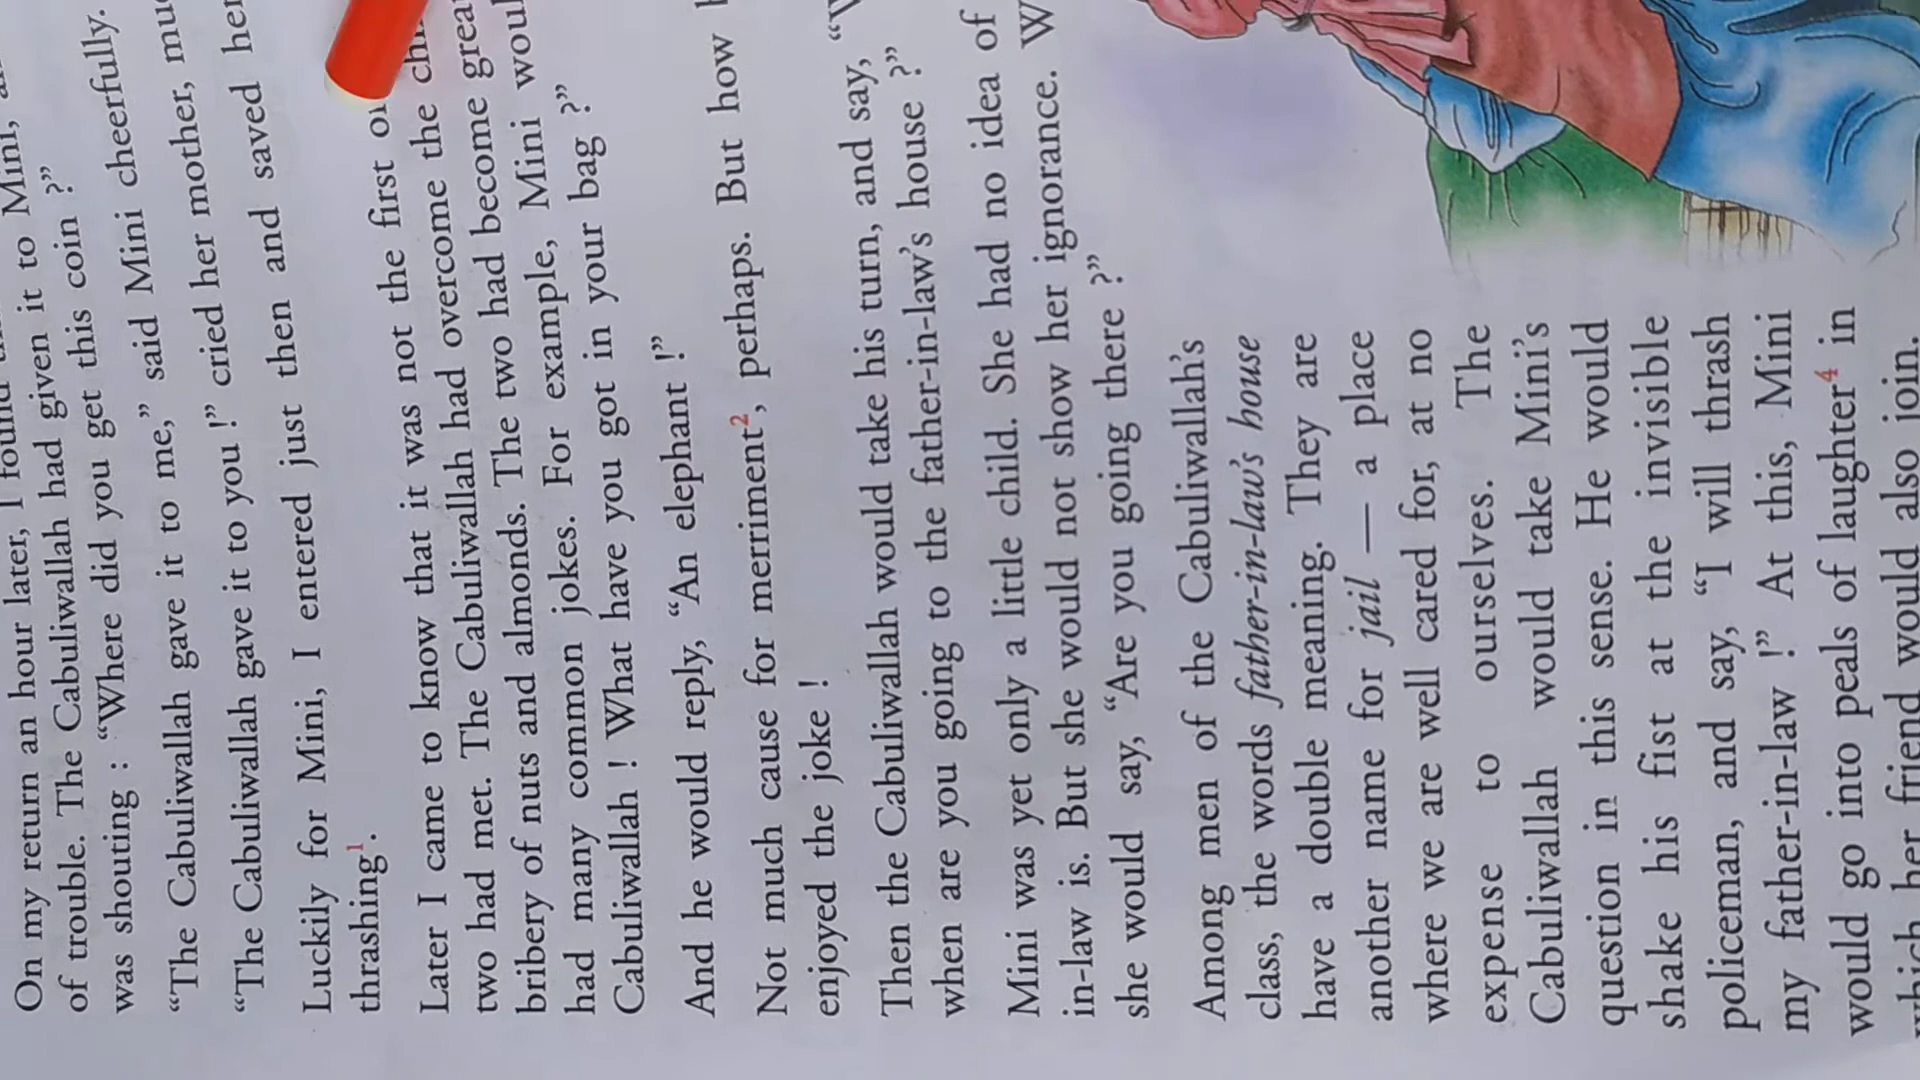 On my return an hour later, I found
of trouble. The Cabuliwallah had given it to Mini,
was shouting : “Where did you get this coin ?”
“The Cabuliwallah gave it to me,” said Mini cheerfully.
“The Cabuliwallah gave it to you !” cried her mother,
Luckily for Mini, I entered just then and saved her
thrashing1.
Later I came to know that it was not the first
two had met. The Cabuliwallah had overcome the
bribery of nuts and almonds. The two had become
had many common jokes. For example, Mini
Cabuliwallah ! What have you got in your bag ?”
And he would reply, “An elephant !”
Not much cause for merriment2, perhaps. But how
enjoyed the joke !
Then the Cabuliwallah would take his turn, and say,
when are you going to the father-in-law’s house ?”
Mini was yet only a little child. She had no idea of
in-law is. But she would not show her ignorance.
she would say, “Are you going there ?”
Among men of the Cabuliwallah’s
class, the words father-in-law’s house
have a double meaning. They are
another name for jail — a place
where we are well cared for, at no
expense to ourselves. The
Cabuliwallah would take Mini’s
question in this sense. He would
shake his fist at the invisible
policeman, and say, “I will thrash
my father-in-law !” At this, Mini
would go into peals of laughter4 in
which her friend would also join.